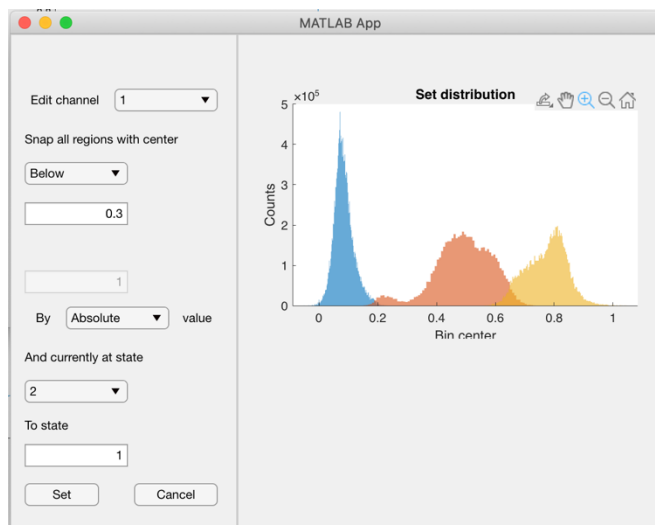 MATLAB App
Edit channel 1
Snap all regions with center
Below
0.3
1
By Absolute value
And currently at state
2
To state
1
Set Cancel
Set distribution
×10⁵
5
4
3
2
1
0
Counts
0 0.2 0.4 0.6 0.8 1
Bin center